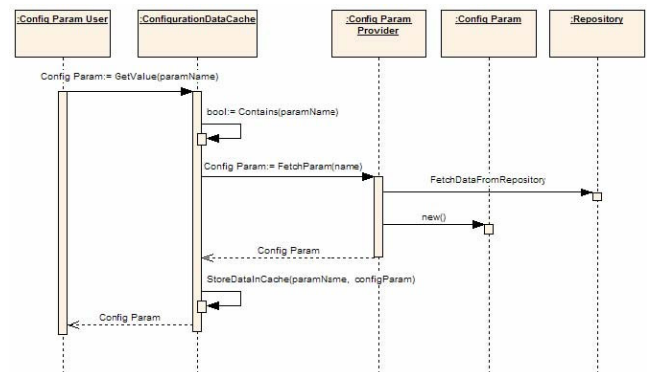 :Config Param User
:ConfigurationDataCache
:Config Param
Provider
:Config Param
:Repository
Config Param:= GetValue(paramName)
bool:= Contains(paramName)
Config Param:= FetchParam(name)
FetchDataFromRepository
new()
Config Param
StoreDataInCache(paramName, configParam)
Config Param